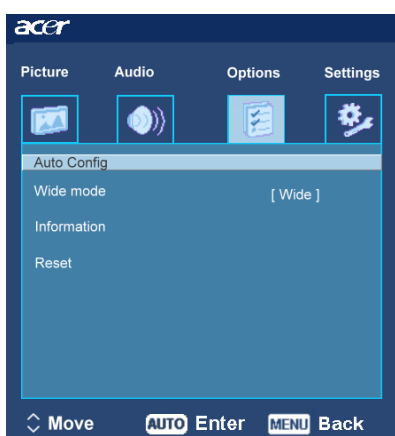 acer
Picture Audio Options Settings
Auto Config
Wide mode [ Wide ]
Information
Reset
Move AUTO Enter MENU Back